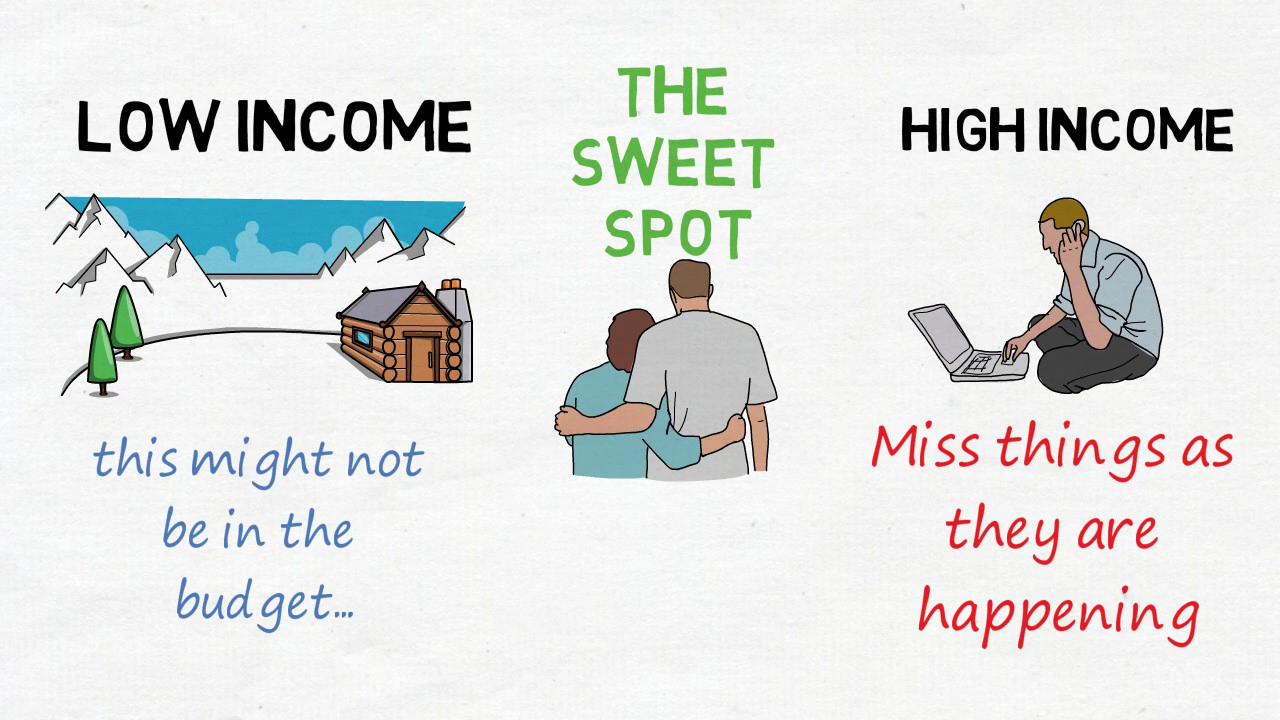 LOW INCOME
this might not
be in the
budget...
THE
SWEET
SPOT
HIGH INCOME
Miss things as
they are
happening